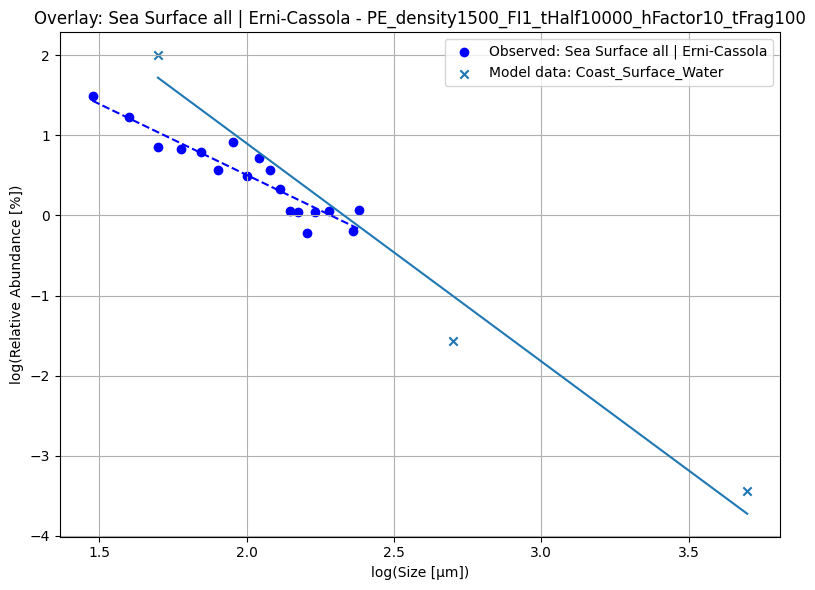 Overlay: Sea Surface all | Erni-Cassola - PE_density1500_FI1_tHalf10000_hFactor10_tFrag100
Observed: Sea Surface all | Erni-Cassola
Model data: Coast_Surface_Water
log(Relative Abundance [%])
2
1
0
−1
−2
−3
−4
1.5
2.0
2.5
3.0
3.5
log(Size [μm])